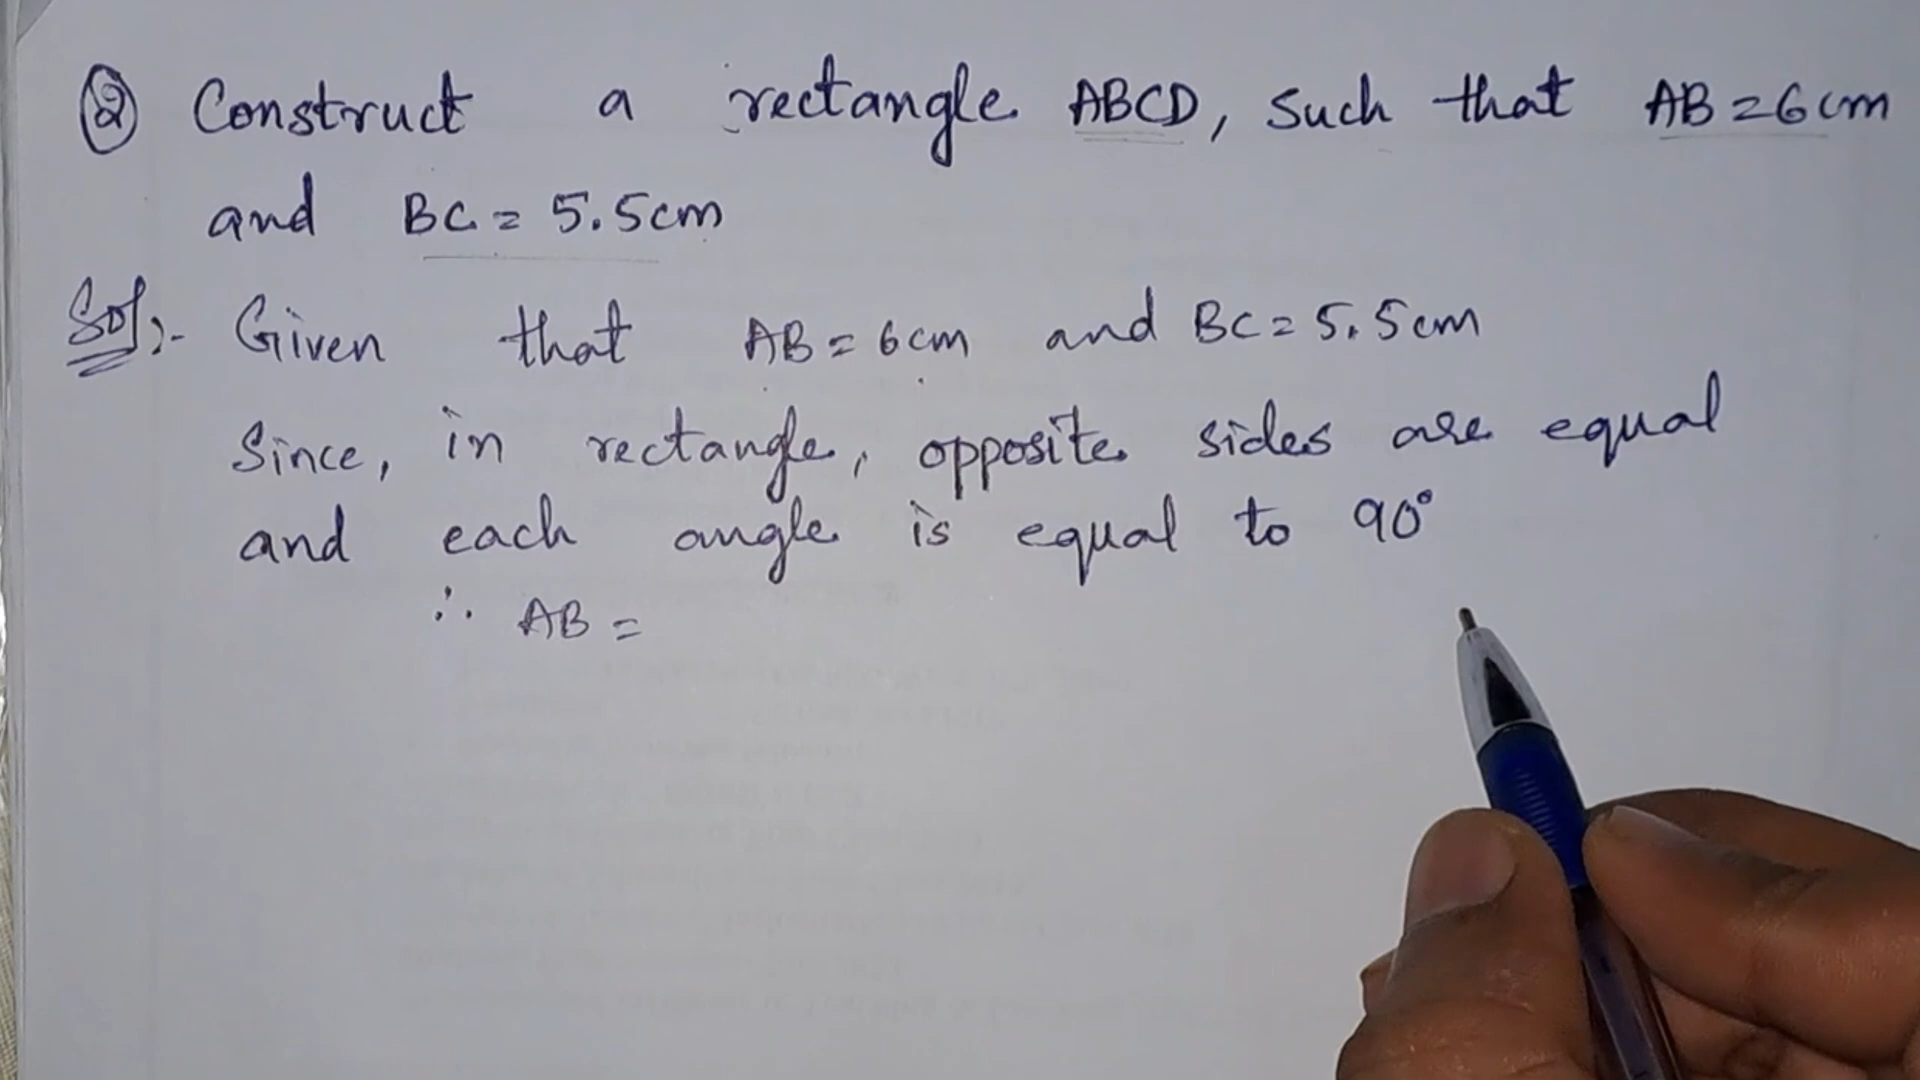 ② Construct a rectangle ABCD, such that AB = 6cm
and BC = 5.5cm
Sol:- Given that AB = 6cm and BC = 5.5cm
Since, in rectangle, opposite sides are equal
and each angle is equal to 90°
∴ AB =